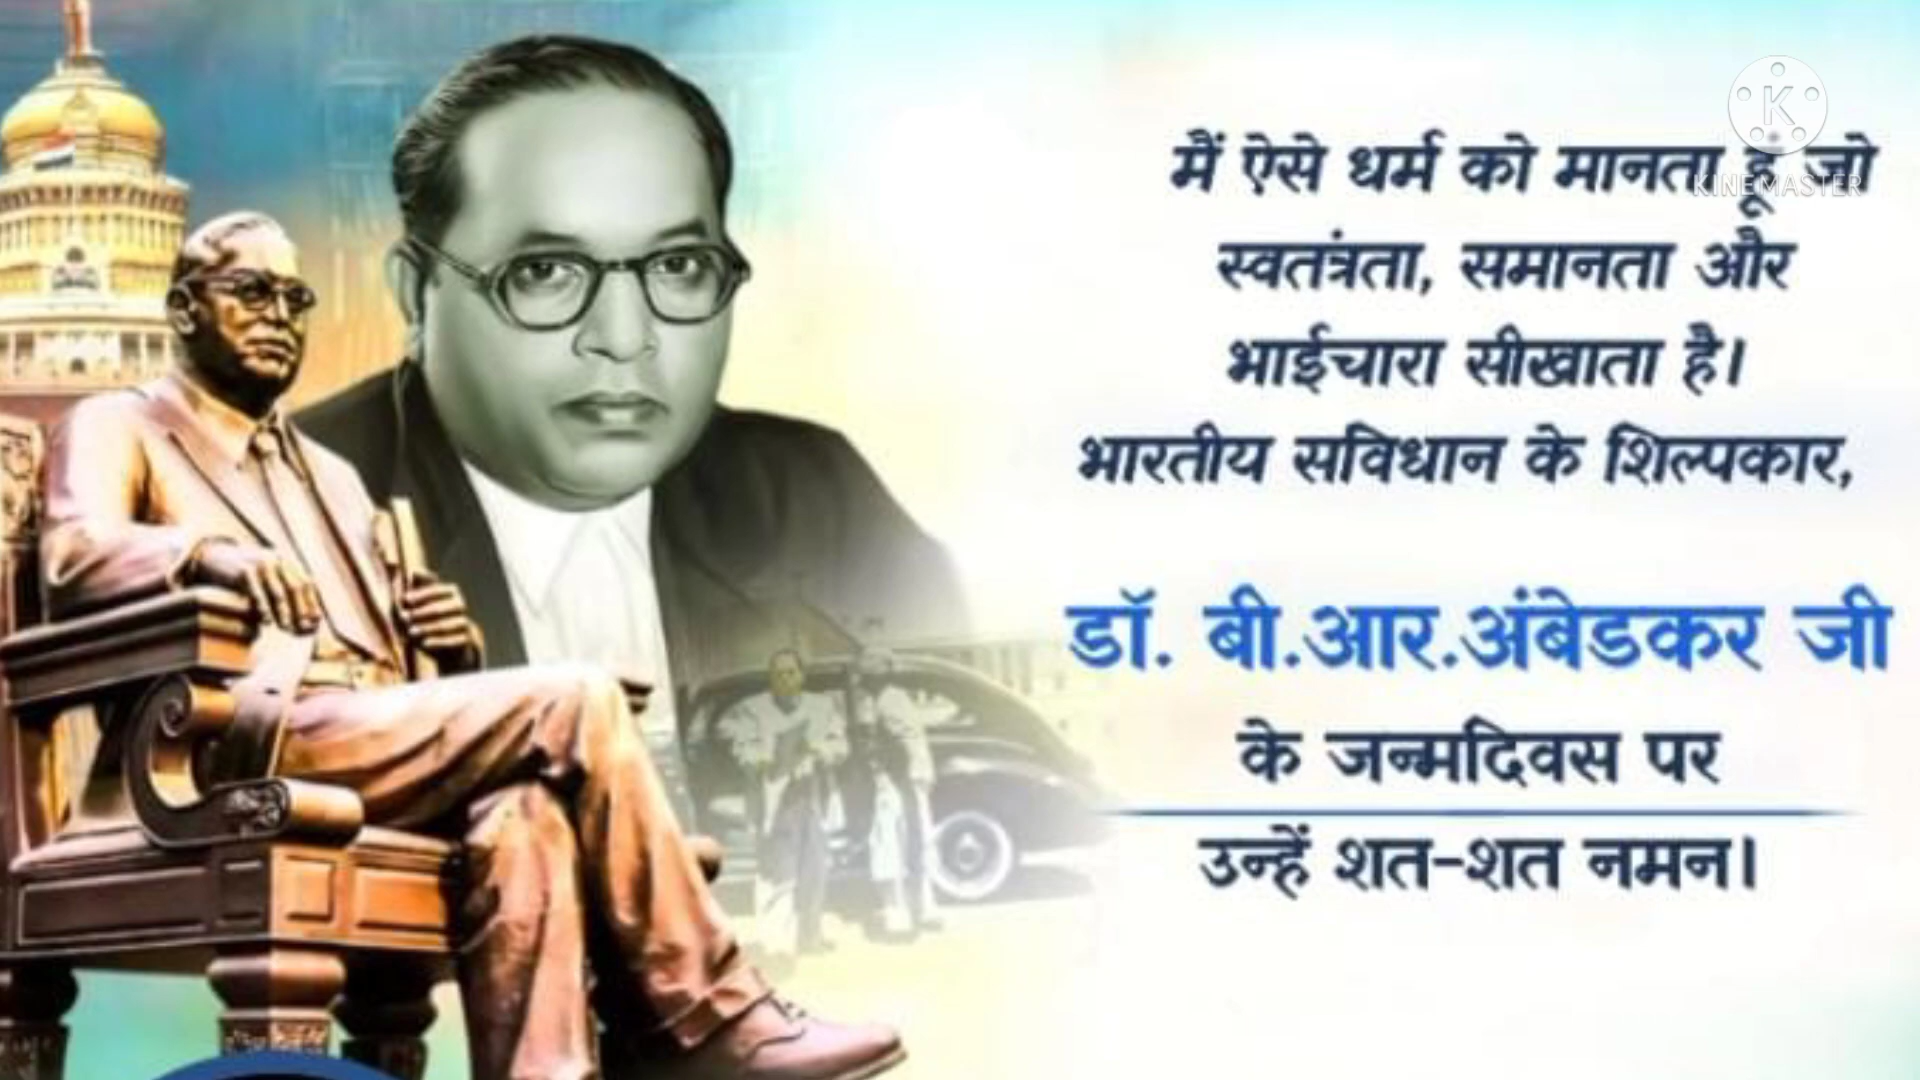 मैं ऐसे धर्म को मानता हूं जो
स्वतंत्रता, समानता और
भाईचारा सीखाता है।
भारतीय सविधान के शिल्पकार,
डॉ. बी.आर.अंबेडकर जी
के जन्मदिवस पर
उन्हें शत-शत नमन।
K
KINEMASTER